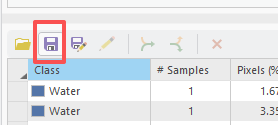 Class # Samples Pixels (%
Water 1 1.67
Water 1 3.35